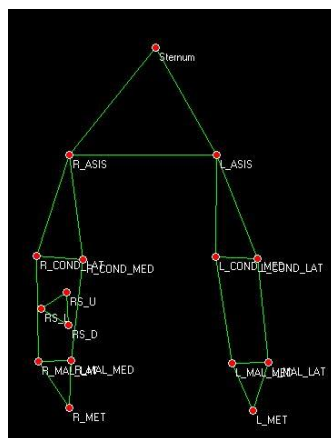 Sternum
R_ASIS
L_ASIS
R_COND_LAT
R_COND_MED
L_COND_MED
L_COND_LAT
RS_U
RS_L
RS_D
R_MAL_LAT
R_MAL_MED
L_MAL_MED
L_MAL_LAT
R_MET
L_MET